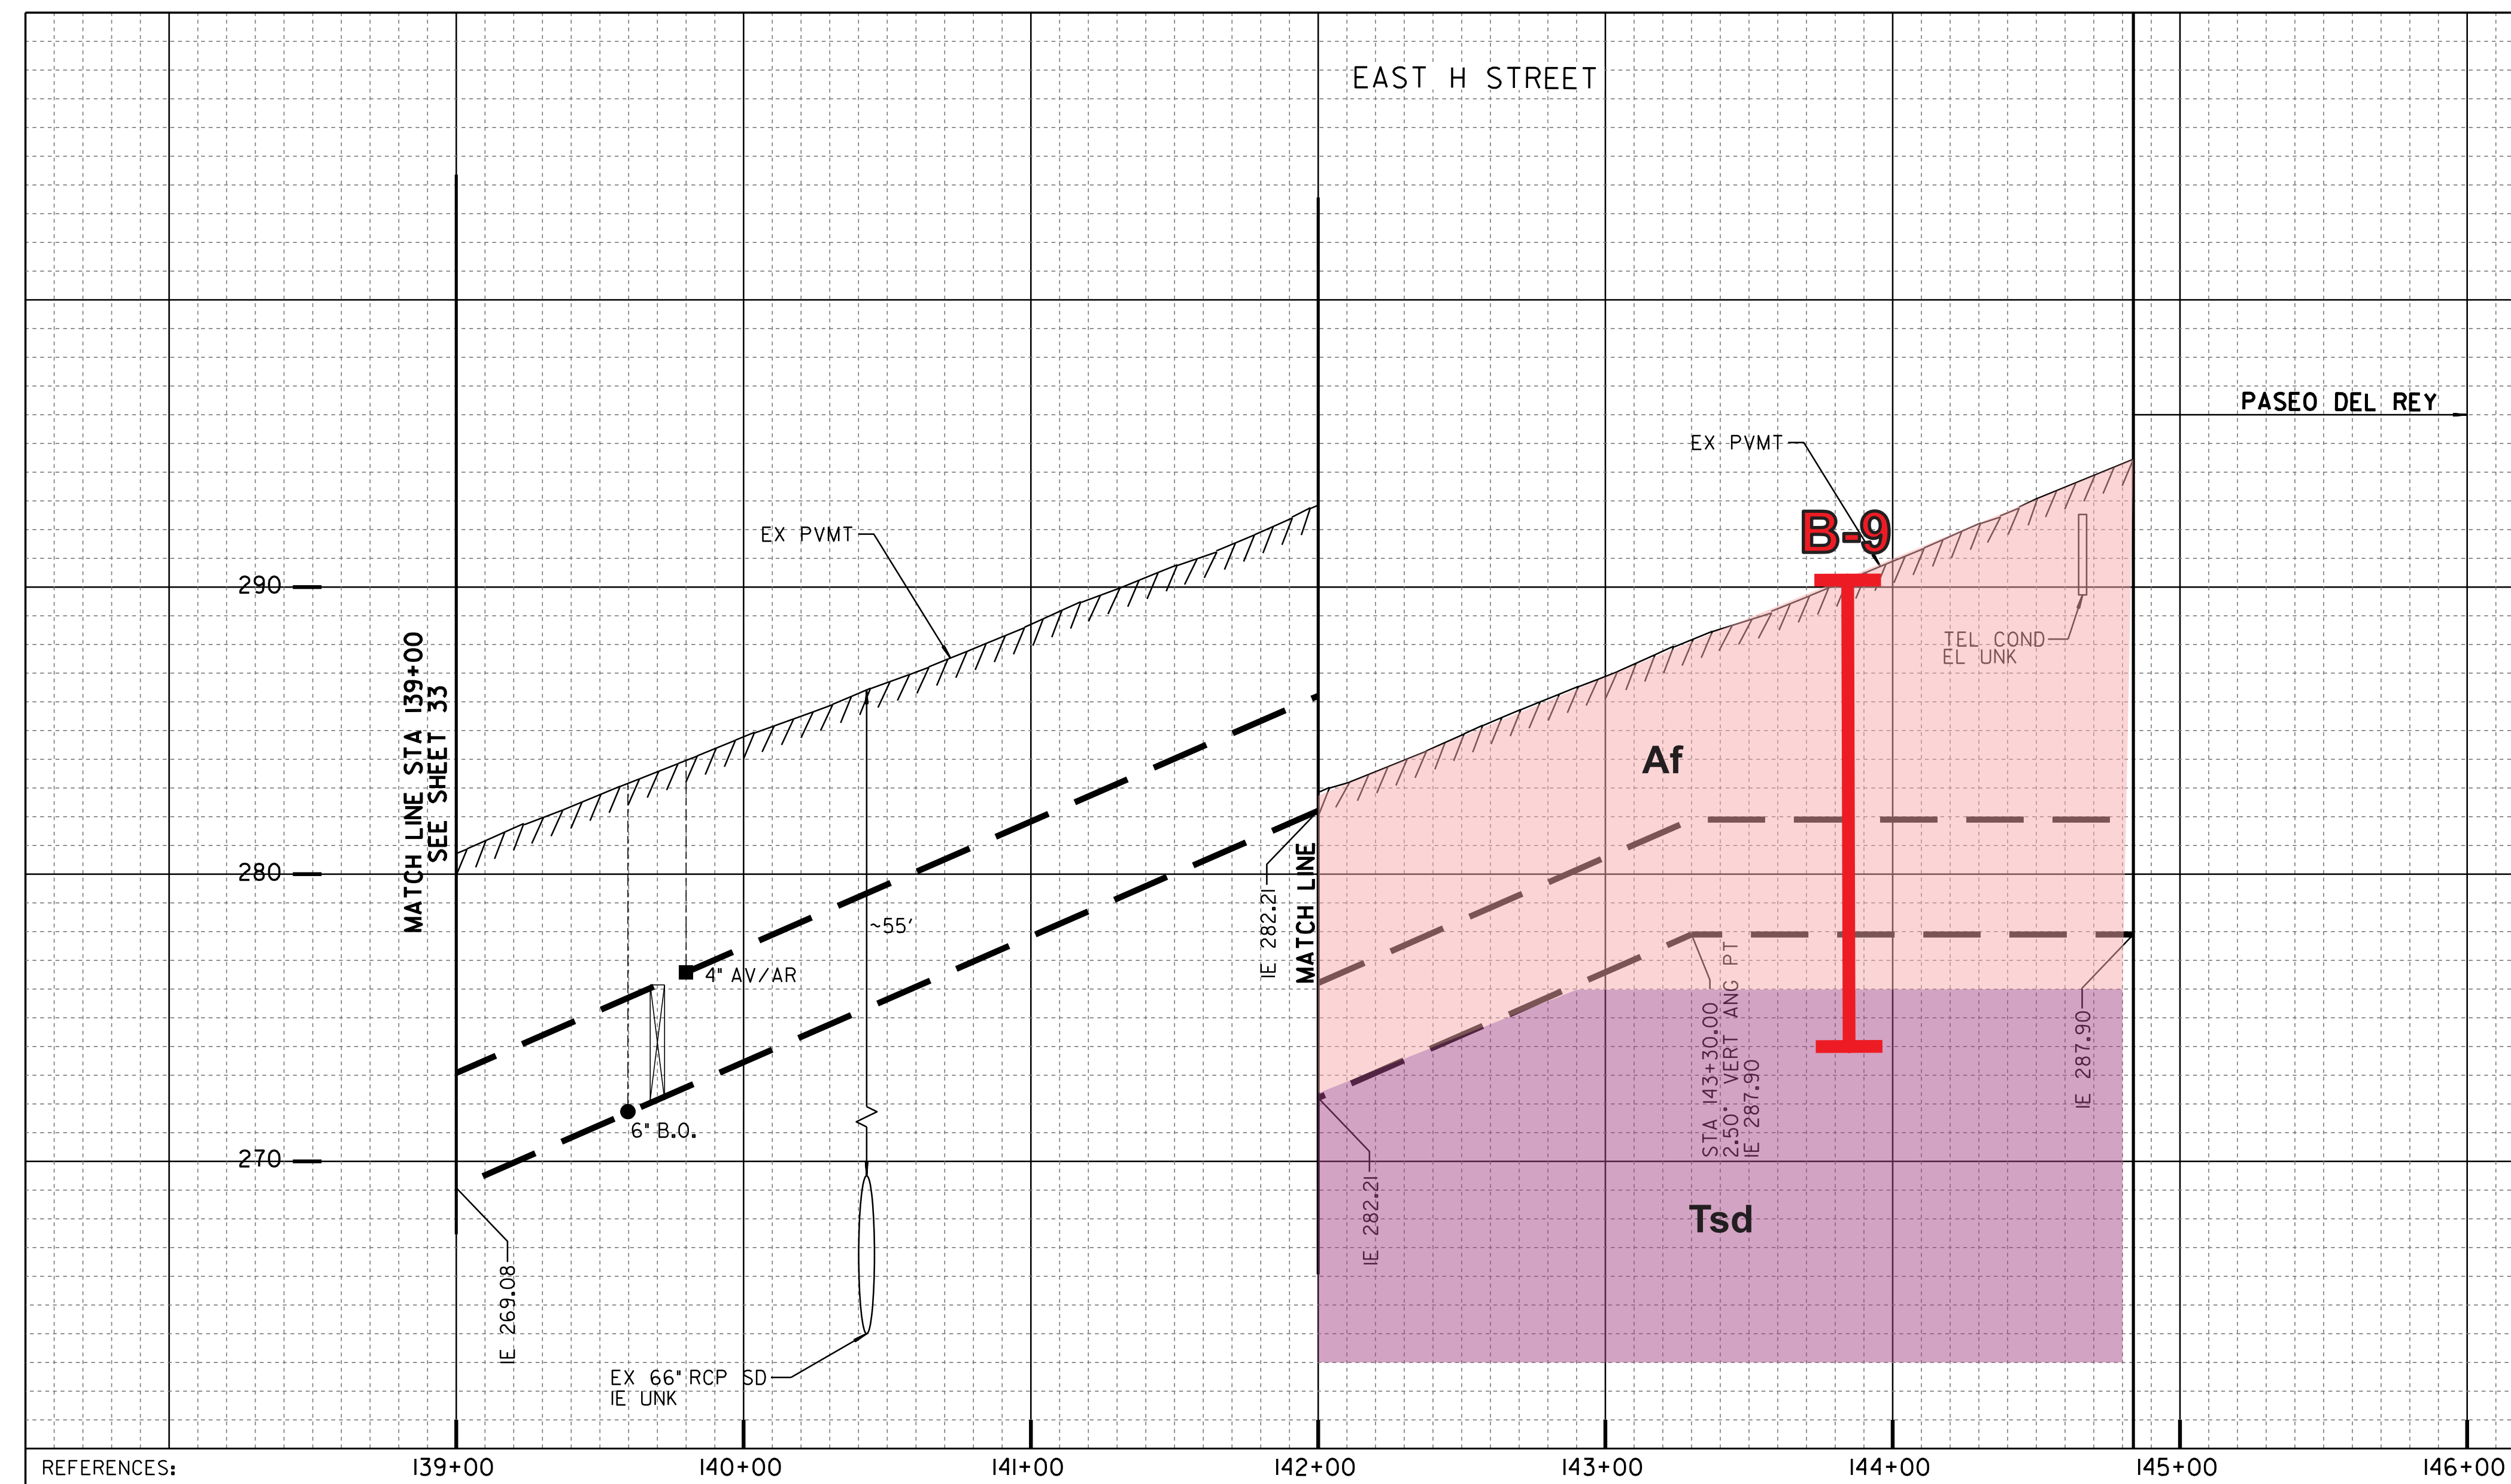 EAST H STREET
PASEO DEL REY
EX PVMT
B-9
EX PVMT
290
TEL COND
EL UNK
MATCH LINE STA 139+00
SEE SHEET 33
Af
280
~55'
IE 282.21
MATCH LINE
4" AV/AR
STA 143+30.00
2.50° VERT ANG PT
IE 287.90
IE 287.90
6" B.O.
270
IE 282.21
Tsd
IE 269.08
EX 66" RCP SD
IE UNK
REFERENCES:
139+00
140+00
141+00
142+00
143+00
144+00
145+00
146+00